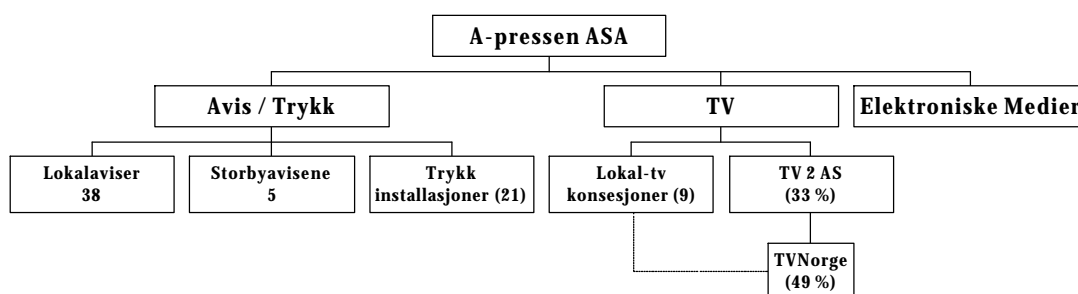 A-pressen ASA
Avis / Trykk
TV
Elektroniske Medier
Lokalaviser
38
Storbyavisene
5
Trykk
installasjoner (21)
Lokal-tv
konsesjoner (9)
TV 2 AS
(33 %)
TVNorge
(49 %)